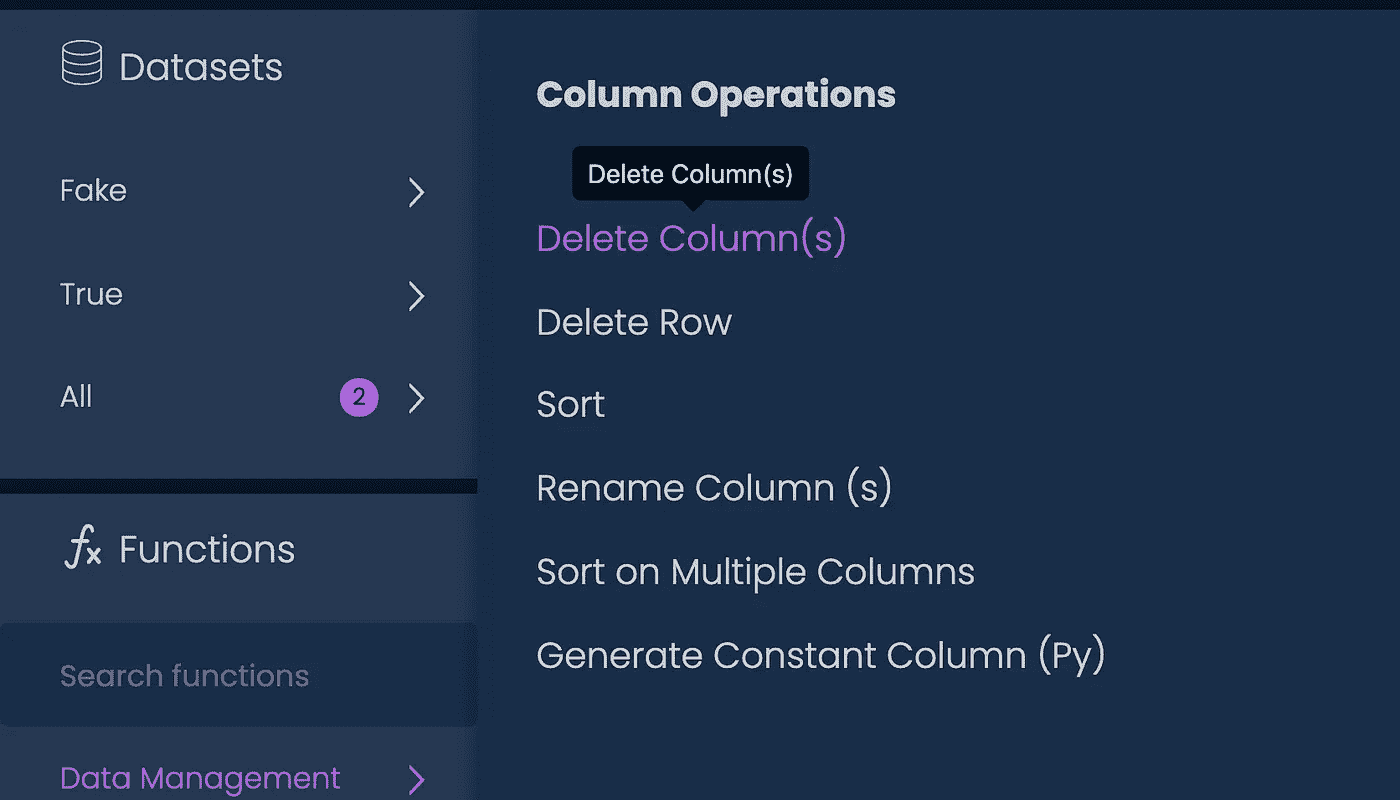 Datasets
Fake
True
All 2
fx Functions
Search functions
Data Management
Column Operations
Delete Column(s)
Delete Column(s)
Delete Row
Sort
Rename Column (s)
Sort on Multiple Columns
Generate Constant Column (Py)